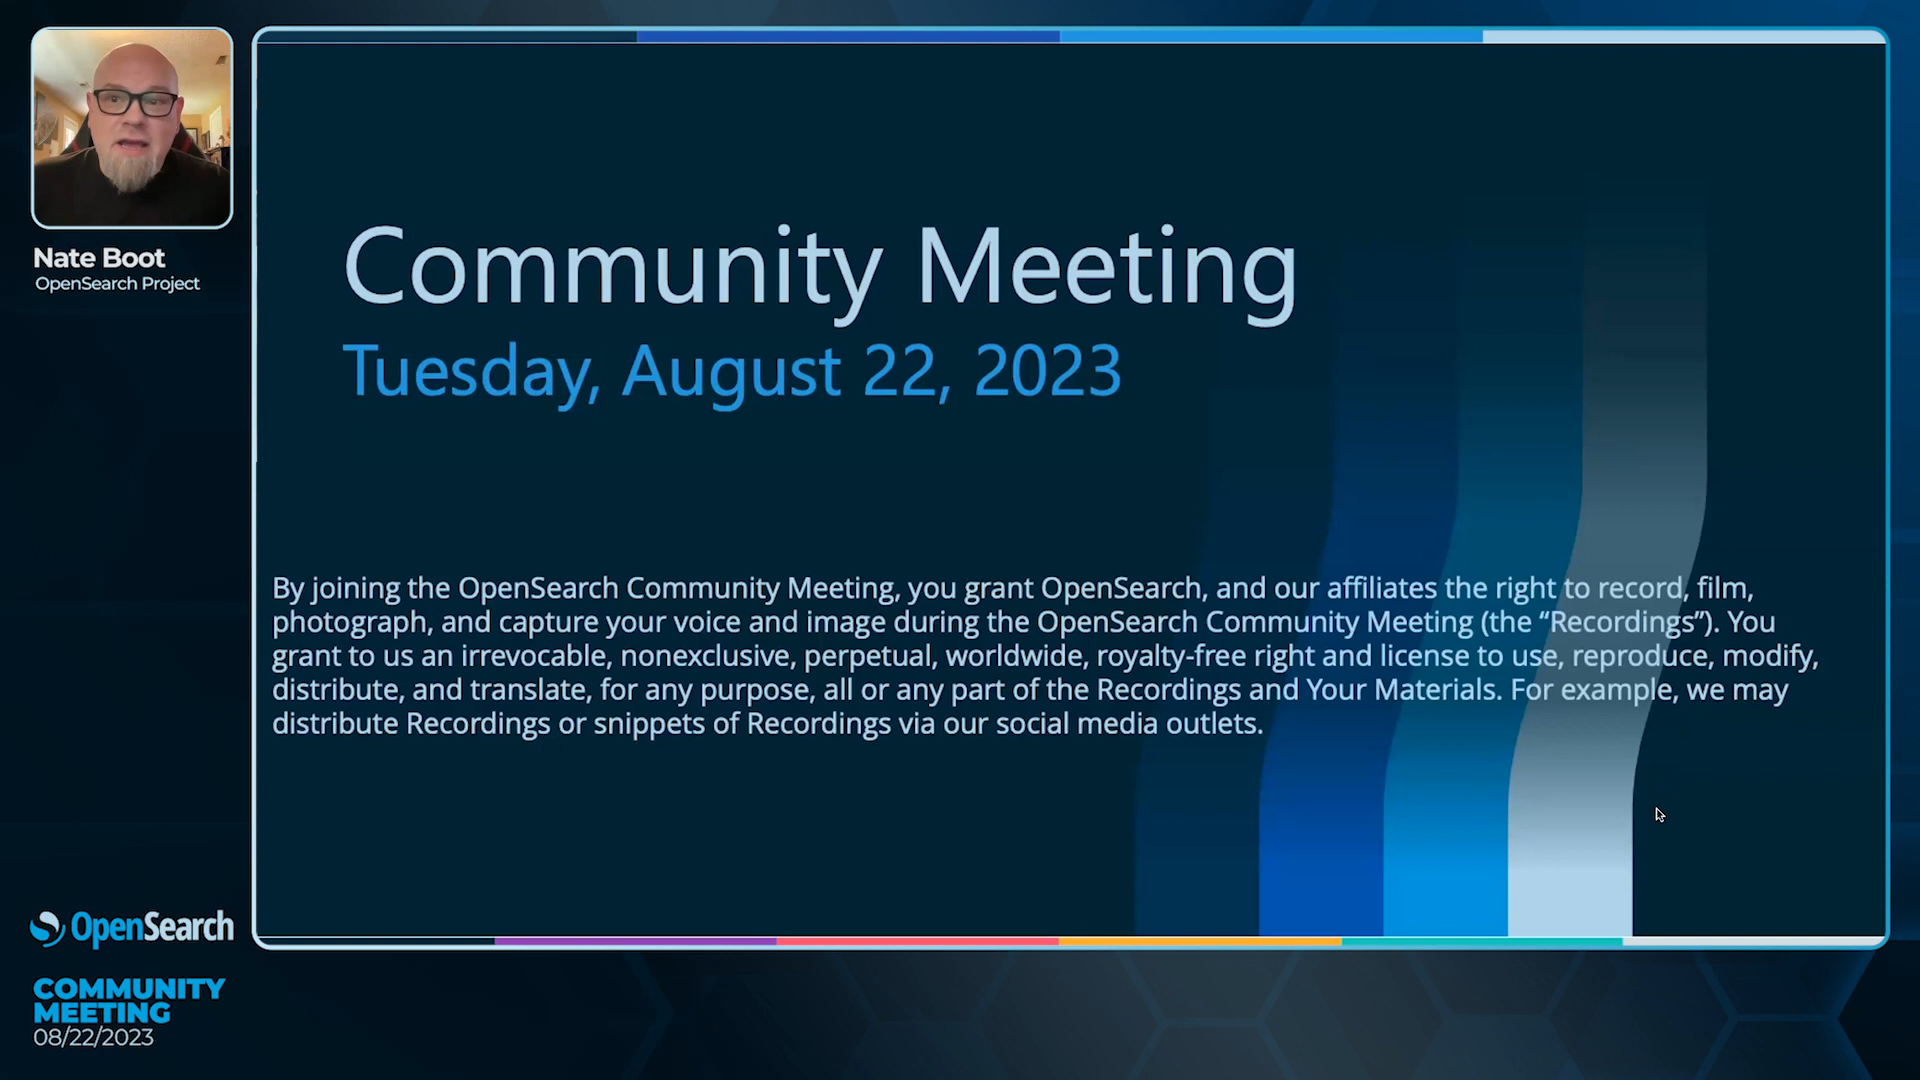 Nate Boot
OpenSearch Project
Community Meeting
Tuesday, August 22, 2023
By joining the OpenSearch Community Meeting, you grant OpenSearch, and our affiliates the right to record, film,
photograph, and capture your voice and image during the OpenSearch Community Meeting (the “Recordings”). You
grant to us an irrevocable, nonexclusive, perpetual, worldwide, royalty-free right and license to use, reproduce, modify,
distribute, and translate, for any purpose, all or any part of the Recordings and Your Materials. For example, we may
distribute Recordings or snippets of Recordings via our social media outlets.
OpenSearch
COMMUNITY
MEETING
08/22/2023